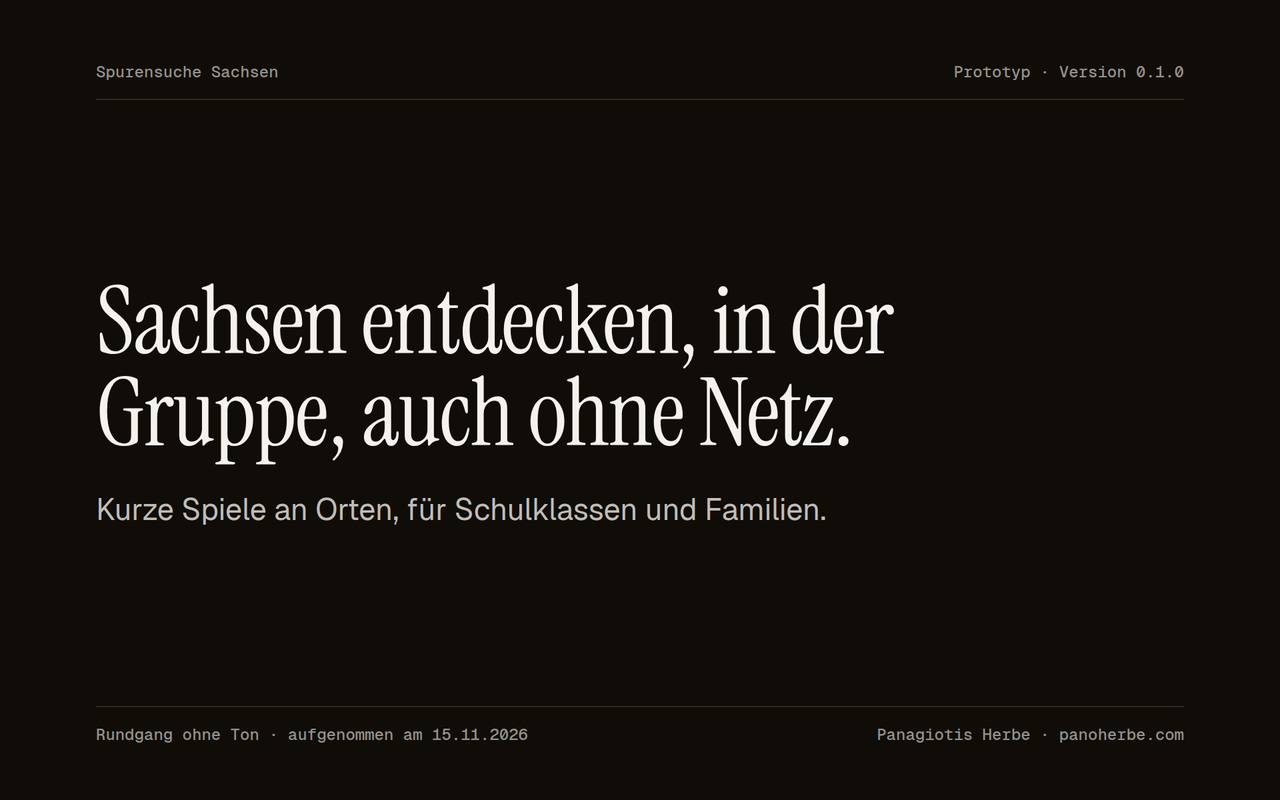 Spurensuche Sachsen
Prototyp · Version 0.1.0
Sachsen entdecken, in der
Gruppe, auch ohne Netz.
Kurze Spiele an Orten, für Schulklassen und Familien.
Rundgang ohne Ton · aufgenommen am 15.11.2026
Panagiotis Herbe · panoherbe.com